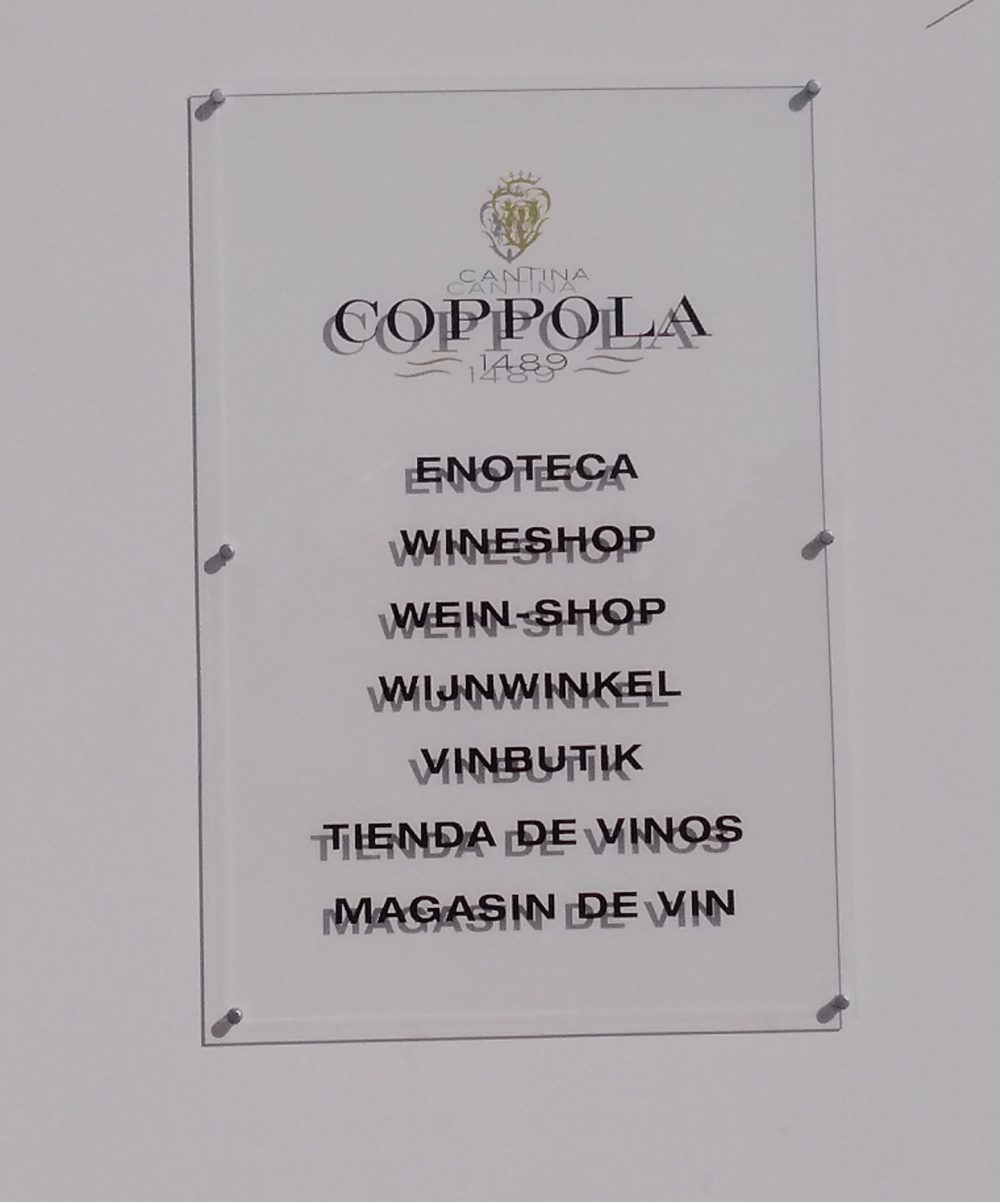 CANTINA
COPPOLA
1489
ENOTECA
WINESHOP
WEIN-SHOP
WIJNWINKEL
VINBUTIK
TIENDA DE VINOS
MAGASIN DE VIN